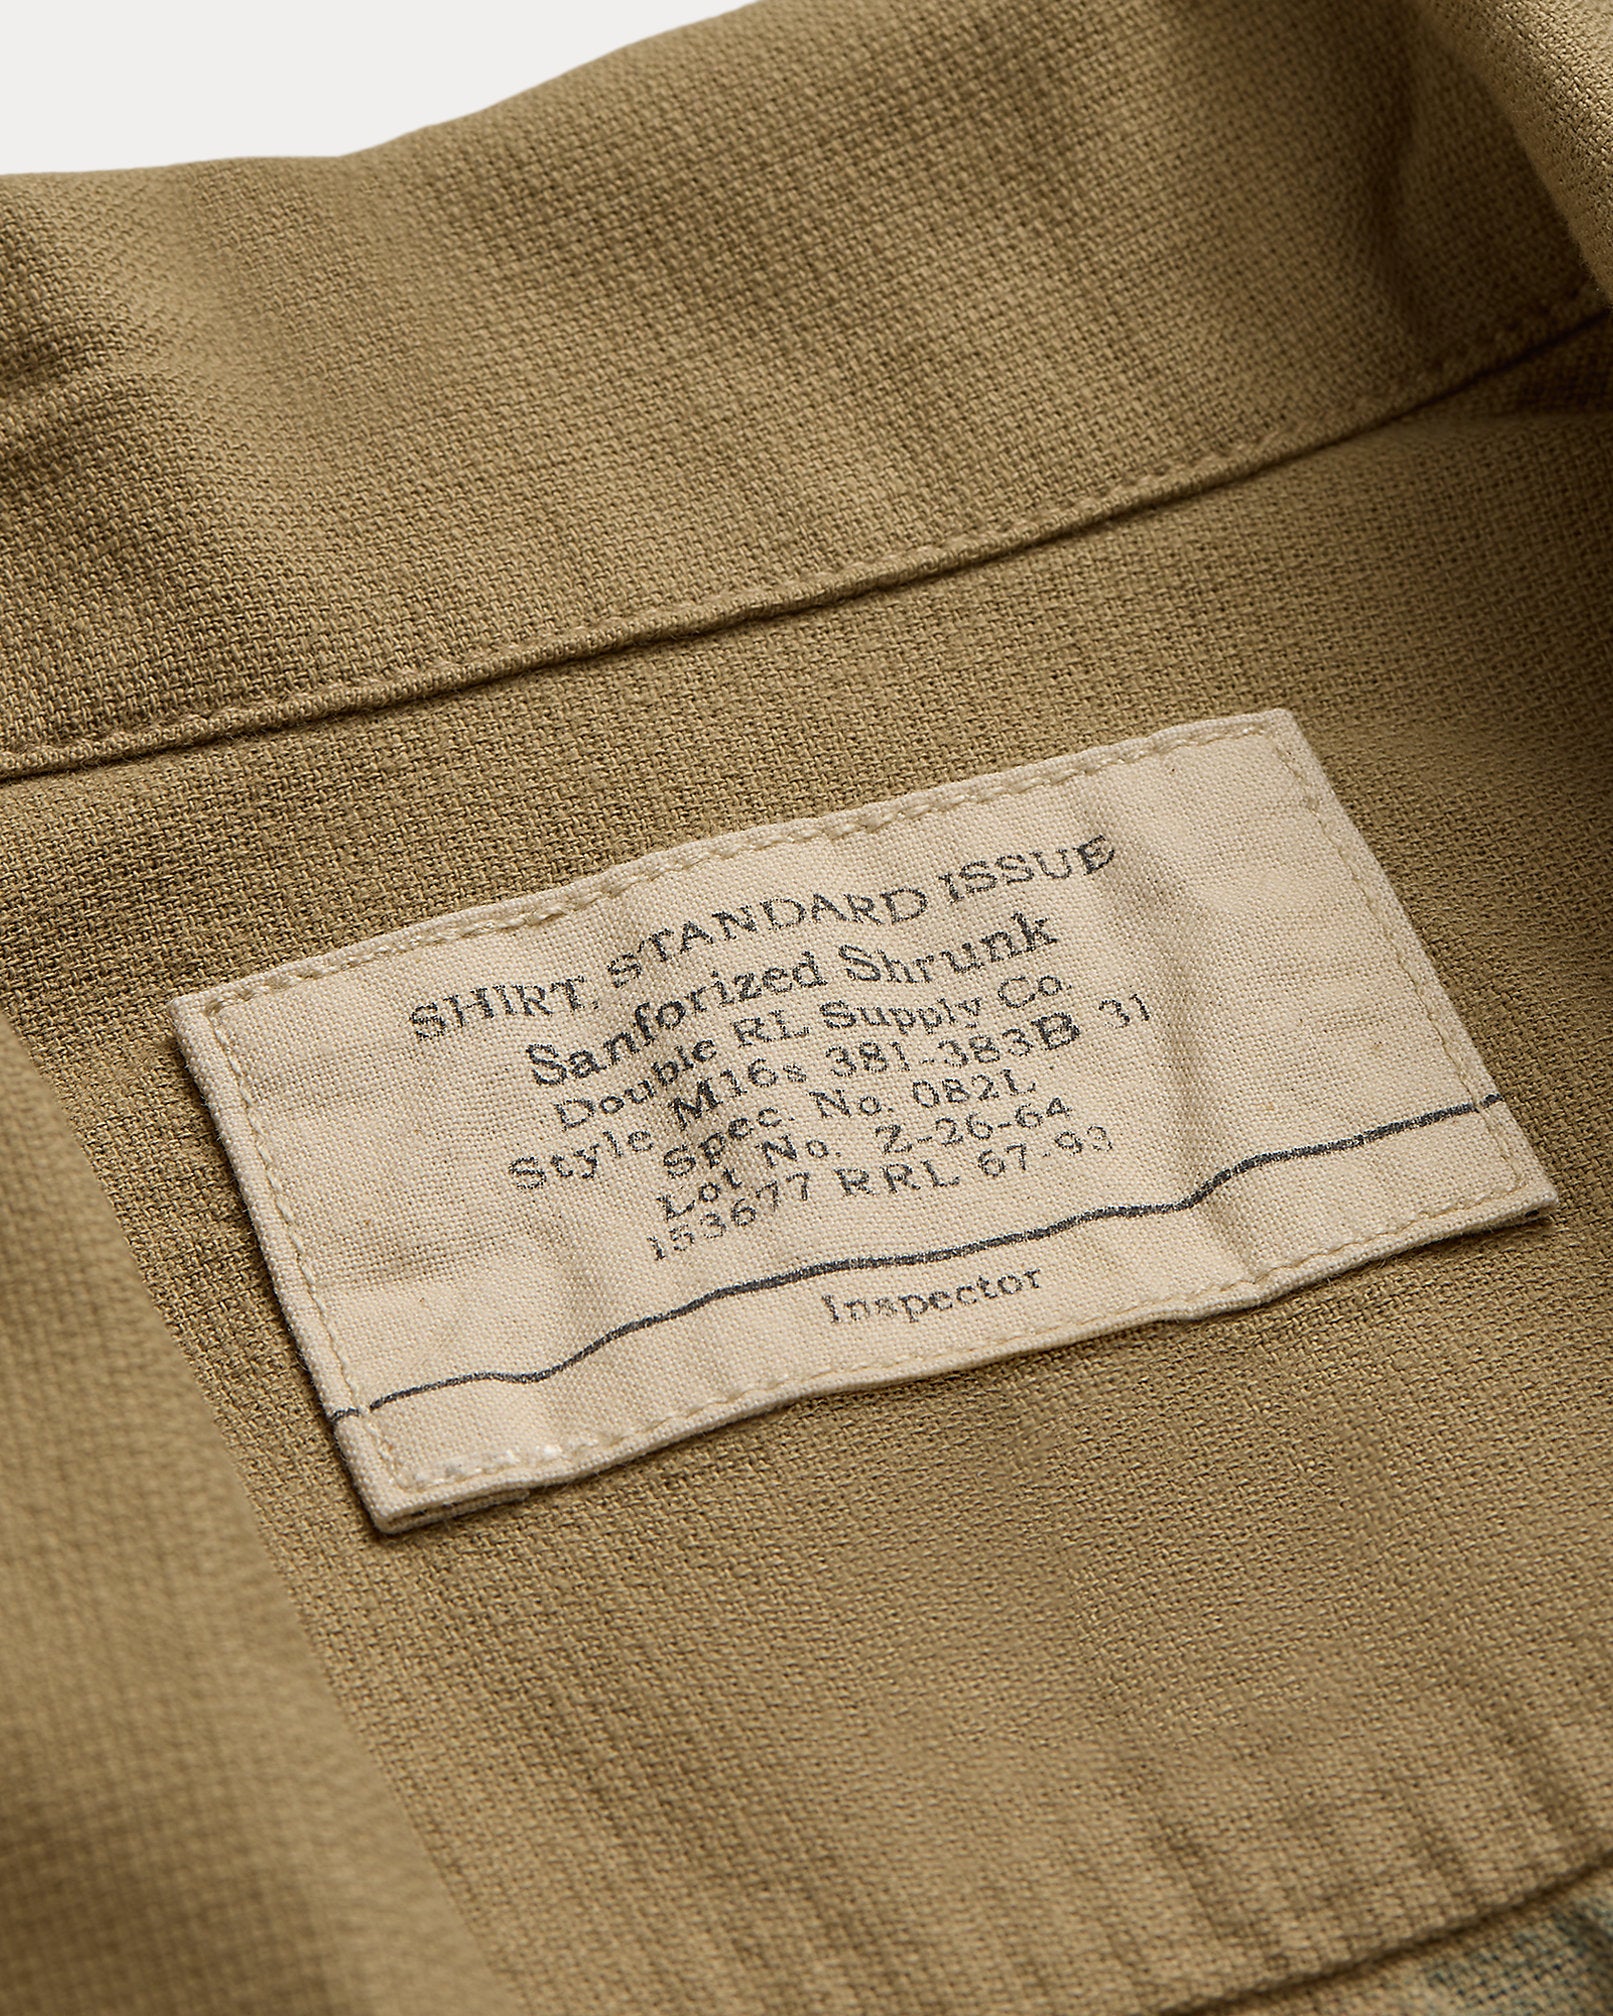 SHIRT, STANDARD ISSUE
Sanforized Shrunk
Double RL Supply Co.
Style M16s 381-383B 31
Spec. No. 082L
Lot No. Z-26-64
153677 RRL 67-93
Inspector